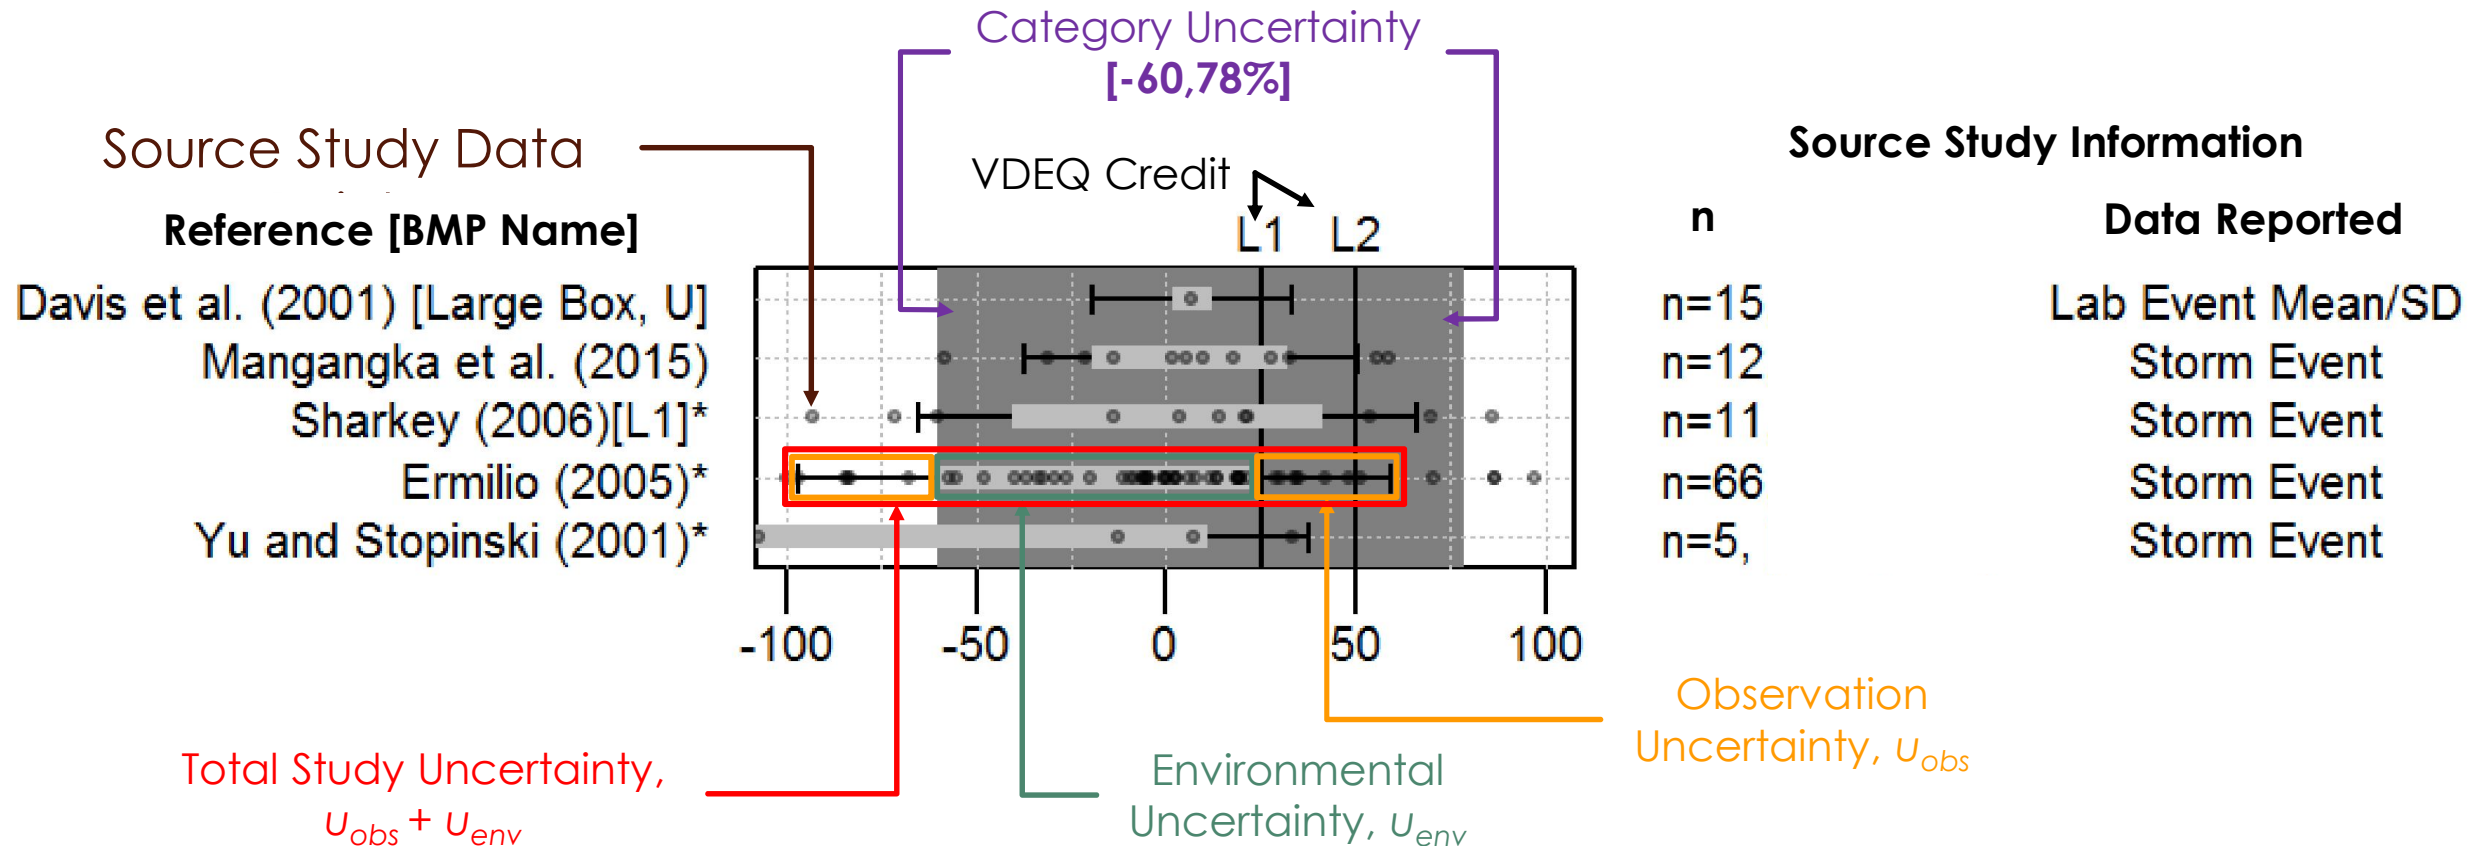 Category Uncertainty
[-60,78%]
Source Study Data
VDEQ Credit
Source Study Information
Reference [BMP Name]
L1 L2
n
Data Reported
Davis et al. (2001) [Large Box, U]
n=15
Lab Event Mean/SD
Mangangka et al. (2015)
n=12
Storm Event
Sharkey (2006)[L1]*
n=11
Storm Event
Ermilio (2005)*
n=66
Storm Event
Yu and Stopinski (2001)*
n=5,
Storm Event
-100 -50 0 50 100
Observation
Uncertainty, uobs
Total Study Uncertainty,
uobs + uenv
Environmental
Uncertainty, uenv